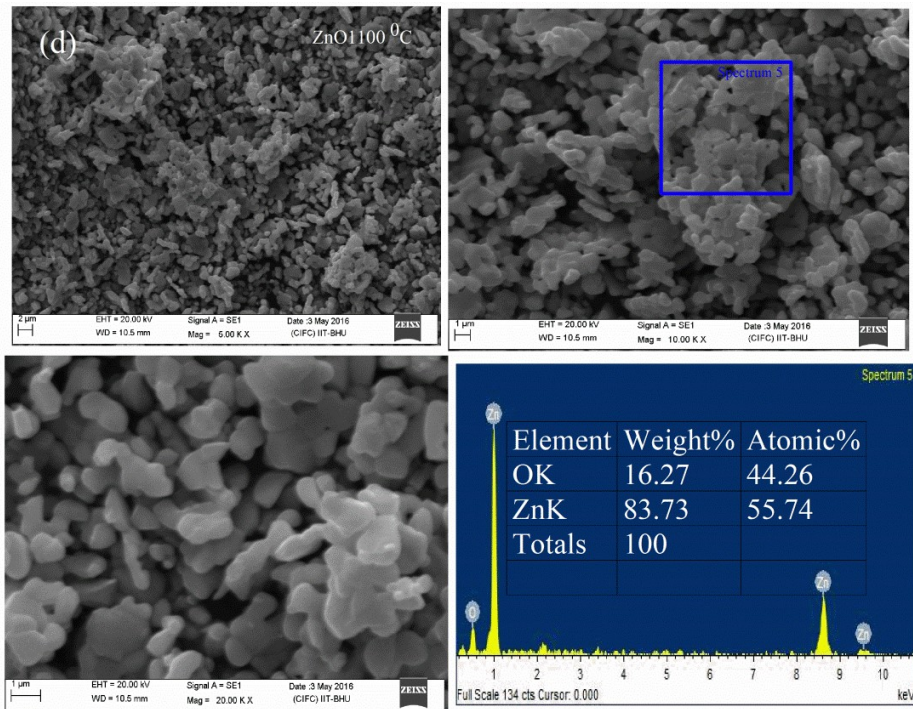 (d)
ZnO1100 ⁰C
2 µm
EHT = 20.00 kV
WD = 10.5 mm
Signal A = SE1
Mag = 5.00 K X
Date :3 May 2016
(CIFC) IIT-BHU
ZEISS
Spectrum 5
1 µm
EHT = 20.00 kV
WD = 10.5 mm
Signal A = SE1
Mag = 10.00 K X
Date :3 May 2016
(CIFC) IIT-BHU
ZEISS
1 µm
EHT = 20.00 kV
WD = 10.5 mm
Signal A = SE1
Mag = 20.00 K X
Date :3 May 2016
(CIFC) IIT-BHU
ZEISS
Spectrum 5
Zn
Element Weight% Atomic%
OK 16.27 44.26
ZnK 83.73 55.74
Totals 100
O
Zn
Zn
1 2 3 4 5 6 7 8 9 10
Full Scale 134 cts Cursor: 0.000
keV